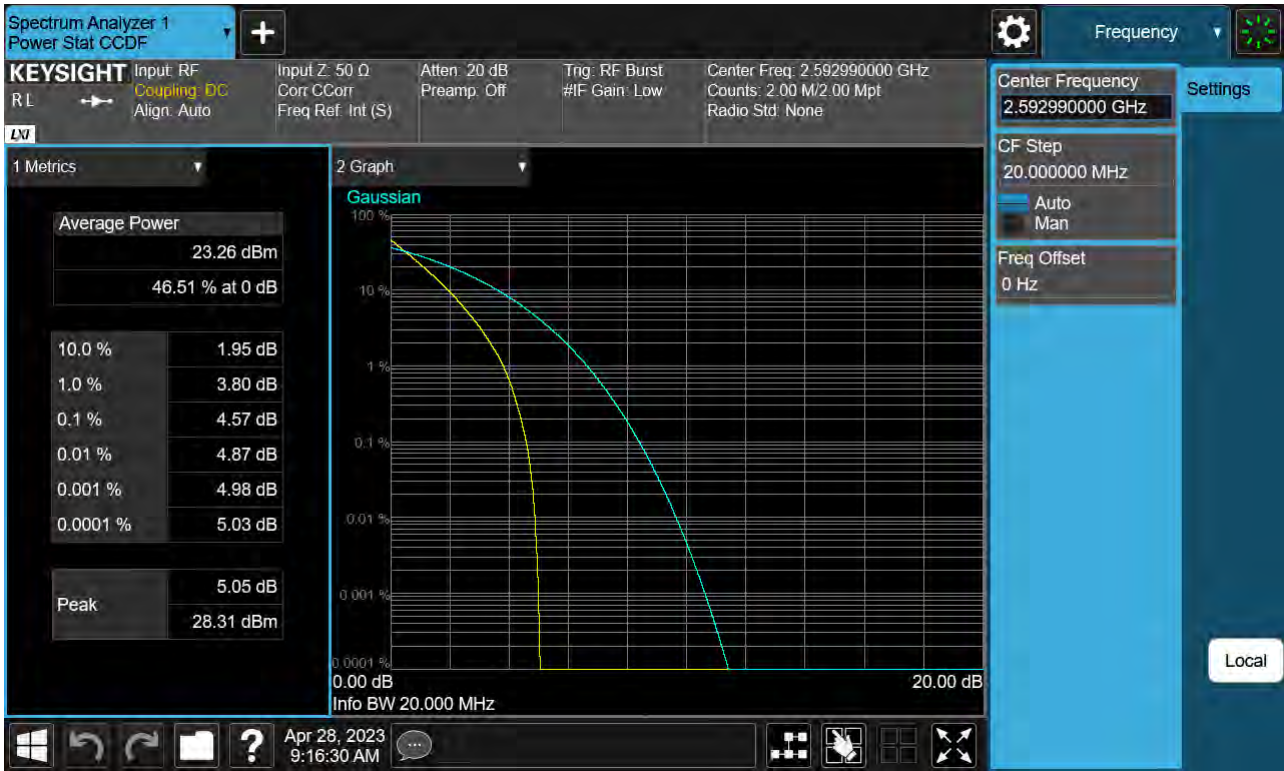 Spectrum Analyzer 1
Power Stat CCDF
+
Frequency
KEYSIGHT
RL
LXI
Input: RF
Coupling: DC
Align: Auto
Input Z: 50 Ω
Corr CCorr
Freq Ref: Int (S)
Atten: 20 dB
Preamp: Off
Trig: RF Burst
#IF Gain: Low
Center Freq: 2.592990000 GHz
Counts: 2.00 M/2.00 Mpt
Radio Std: None
Center Frequency
2.592990000 GHz
Settings
CF Step
20.000000 MHz
Auto
Man
Freq Offset
0 Hz
1 Metrics
Average Power
23.26 dBm
46.51 % at 0 dB
10.0 % 1.95 dB
1.0 % 3.80 dB
0.1 % 4.57 dB
0.01 % 4.87 dB
0.001 % 4.98 dB
0.0001 % 5.03 dB
Peak
5.05 dB
28.31 dBm
2 Graph
Gaussian
100 %
10 %
1 %
0.1 %
0.01 %
0.001 %
0.0001 %
0.00 dB 20.00 dB
Info BW 20.000 MHz
Local
?
Apr 28, 2023
9:16:30 AM